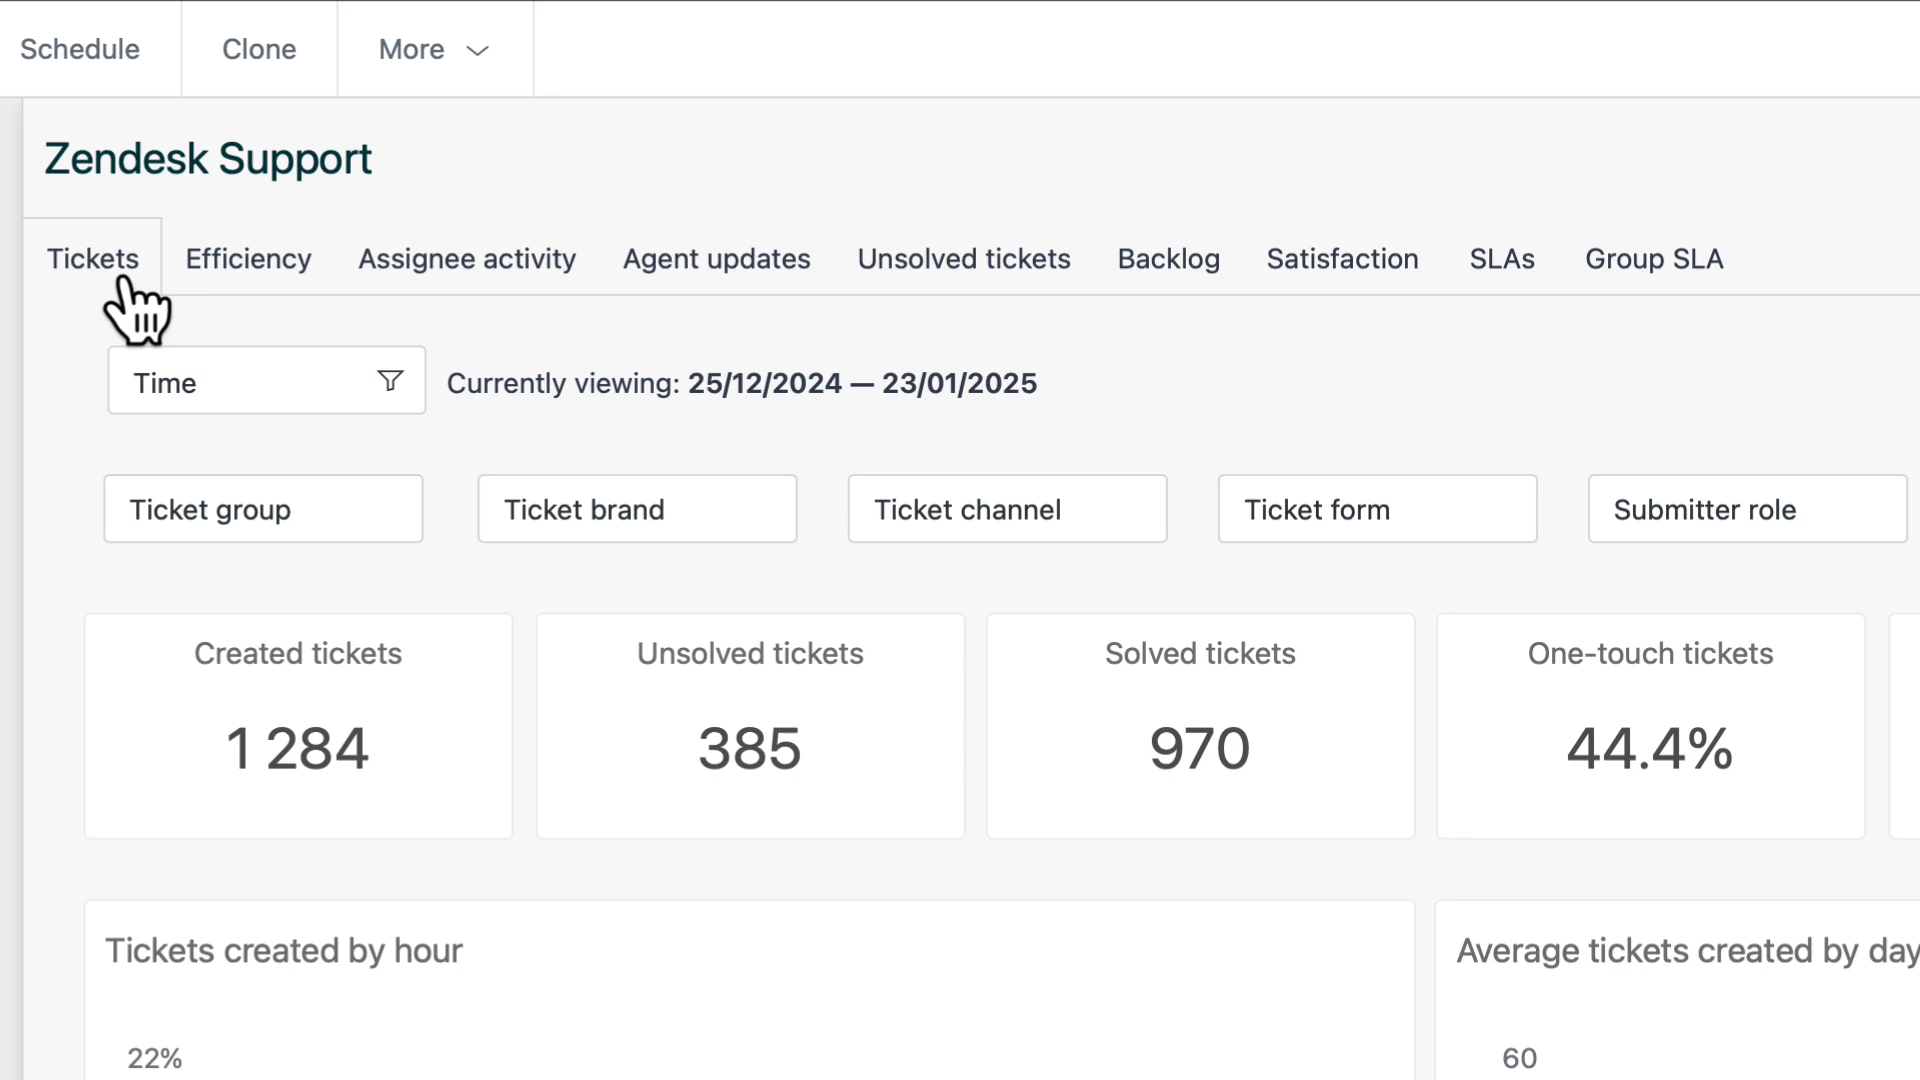 Schedule Clone More
Zendesk Support
Tickets Efficiency Assignee activity Agent updates Unsolved tickets Backlog Satisfaction SLAs Group SLA
Time Currently viewing: 25/12/2024 — 23/01/2025
Ticket group Ticket brand Ticket channel Ticket form Submitter role
Created tickets Unsolved tickets Solved tickets One-touch tickets
1 284 385 970 44.4%
Tickets created by hour Average tickets created by day
22% 60